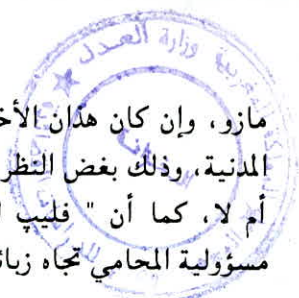 وزارة العدل
مازو، وإن كان هذان الأخ
المدنية، وذلك بغض النظر
أم لا، كما أن " فليپ ا
مسؤولية المحامي تجاه زبائ